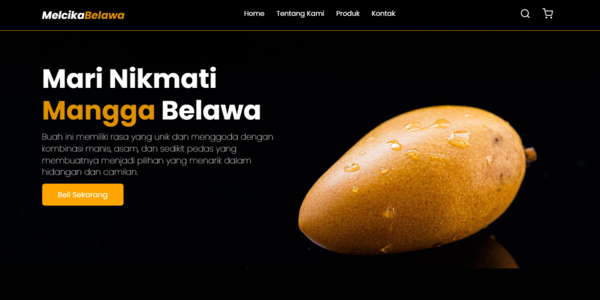 MelcikaBelawa
Home Tentang Kami Produk Kontak
Mari Nikmati
Mangga Belawa
Buah ini memiliki rasa yang unik dan menggoda dengan
kombinasi manis, asam, dan sedikit pedas yang
membuatnya menjadi pilihan yang menarik dalam
hidangan dan camilan.
Beli Sekarang